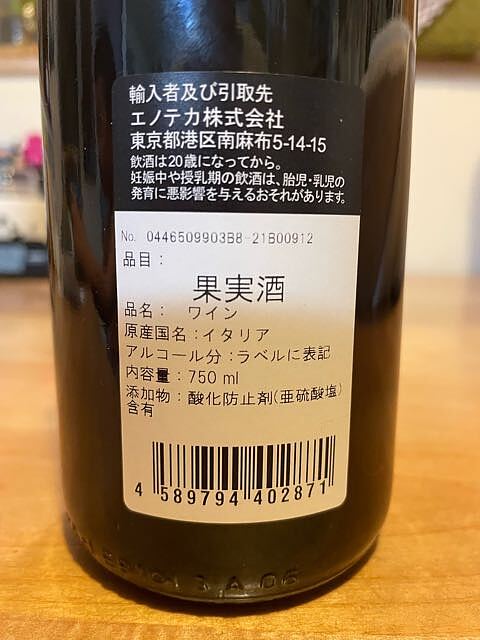 輸入者及び引取先
エノテカ株式会社
東京都港区南麻布5-14-15
飲酒は20歳になってから。
妊娠中や授乳期の飲酒は、胎児・乳児の
発育に悪影響を与えるおそれがあります。
No. 0446509903B8-21B00912
品目：
果実酒
品名： ワイン
原産国名：イタリア
アルコール分：ラベルに表記
内容量：750 ml
添加物：酸化防止剤(亜硫酸塩)
含有
4 589794 402871